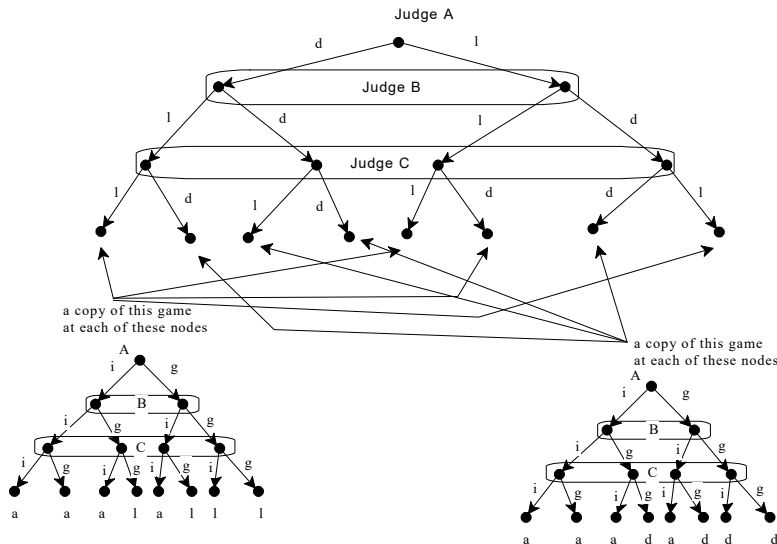 Judge A
d l
Judge B
l d l d
Judge C
l d l d l d d l
a copy of this game
at each of these nodes
a copy of this game
at each of these nodes
A
i g
B
i g i g
C
i g i g i g i g
a a a l a l l l
A
i g
B
i g i g
C
i g i g i g i g
a a a d a d d d